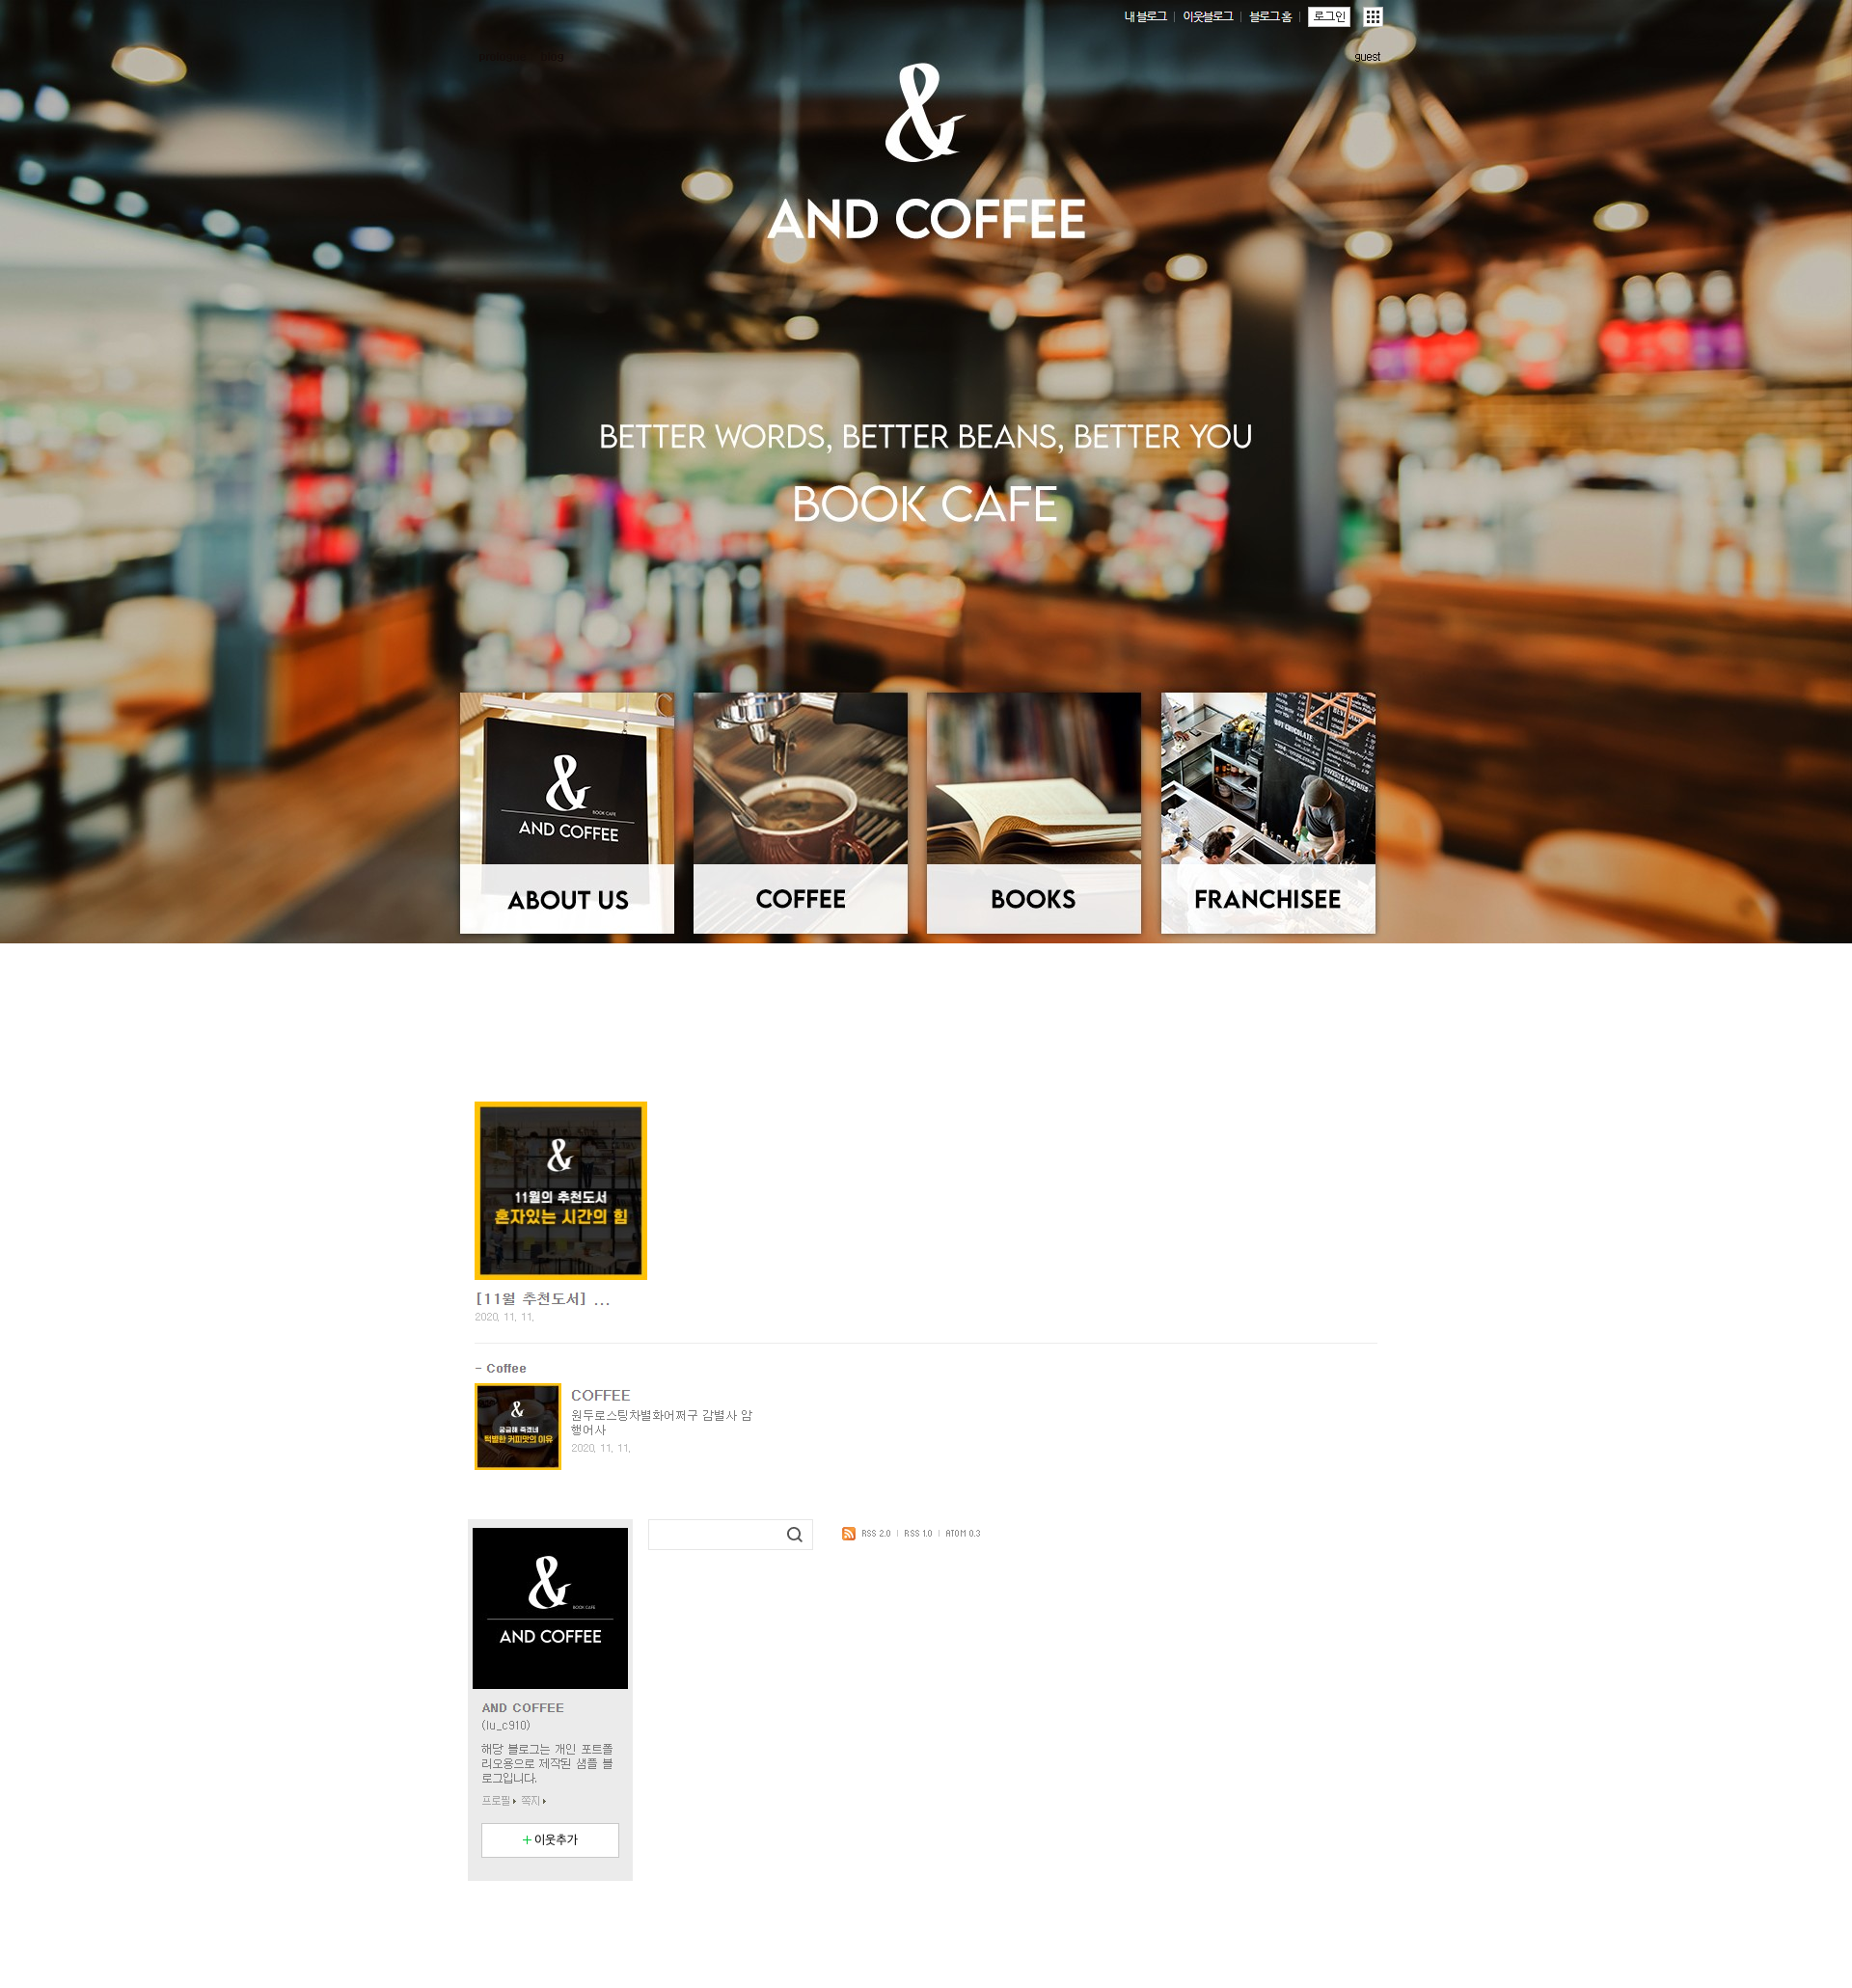 내 블로그 | 이웃블로그 | 블로그 홈 | 로그인
guest
&
AND COFFEE
BETTER WORDS, BETTER BEANS, BETTER YOU
BOOK CAFE
&
BOOK CAFE
AND COFFEE
HOT CHOCOLATE
ABOUT US
COFFEE
BOOKS
FRANCHISEE
&
11월의 추천도서
혼자있는 시간의 힘
[11월 추천도서] ...
2020. 11. 11.
- Coffee
&
궁금해 죽겠네
턱별한 커피맛의 이유
COFFEE
원두로스팅차별화어쩌구 감별사 암
행어사
2020. 11. 11.
RSS 2.0 | RSS 1.0 | ATOM 0.3
&
BOOK CAFE
AND COFFEE
AND COFFEE
(lu_c910)
해당 블로그는 개인 포트폴
리오용으로 제작된 샘플 블
로그입니다.
프로필 쪽지
+ 이웃추가